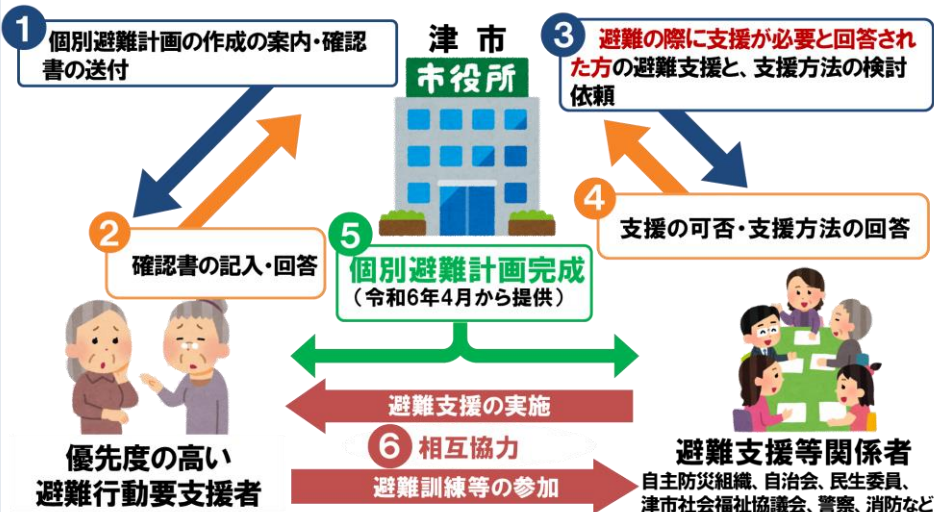 1
個別避難計画の作成の案内・確認
書の送付
津市
市役所
3
避難の際に支援が必要と回答され
た方の避難支援と、支援方法の検討
依頼
2
確認書の記入・回答
4
支援の可否・支援方法の回答
5
個別避難計画完成
（令和6年4月から提供）
避難支援の実施
6 相互協力
避難訓練等の参加
優先度の高い
避難行動要支援者
避難支援等関係者
自主防災組織、自治会、民生委員、
津市社会福祉協議会、警察、消防など